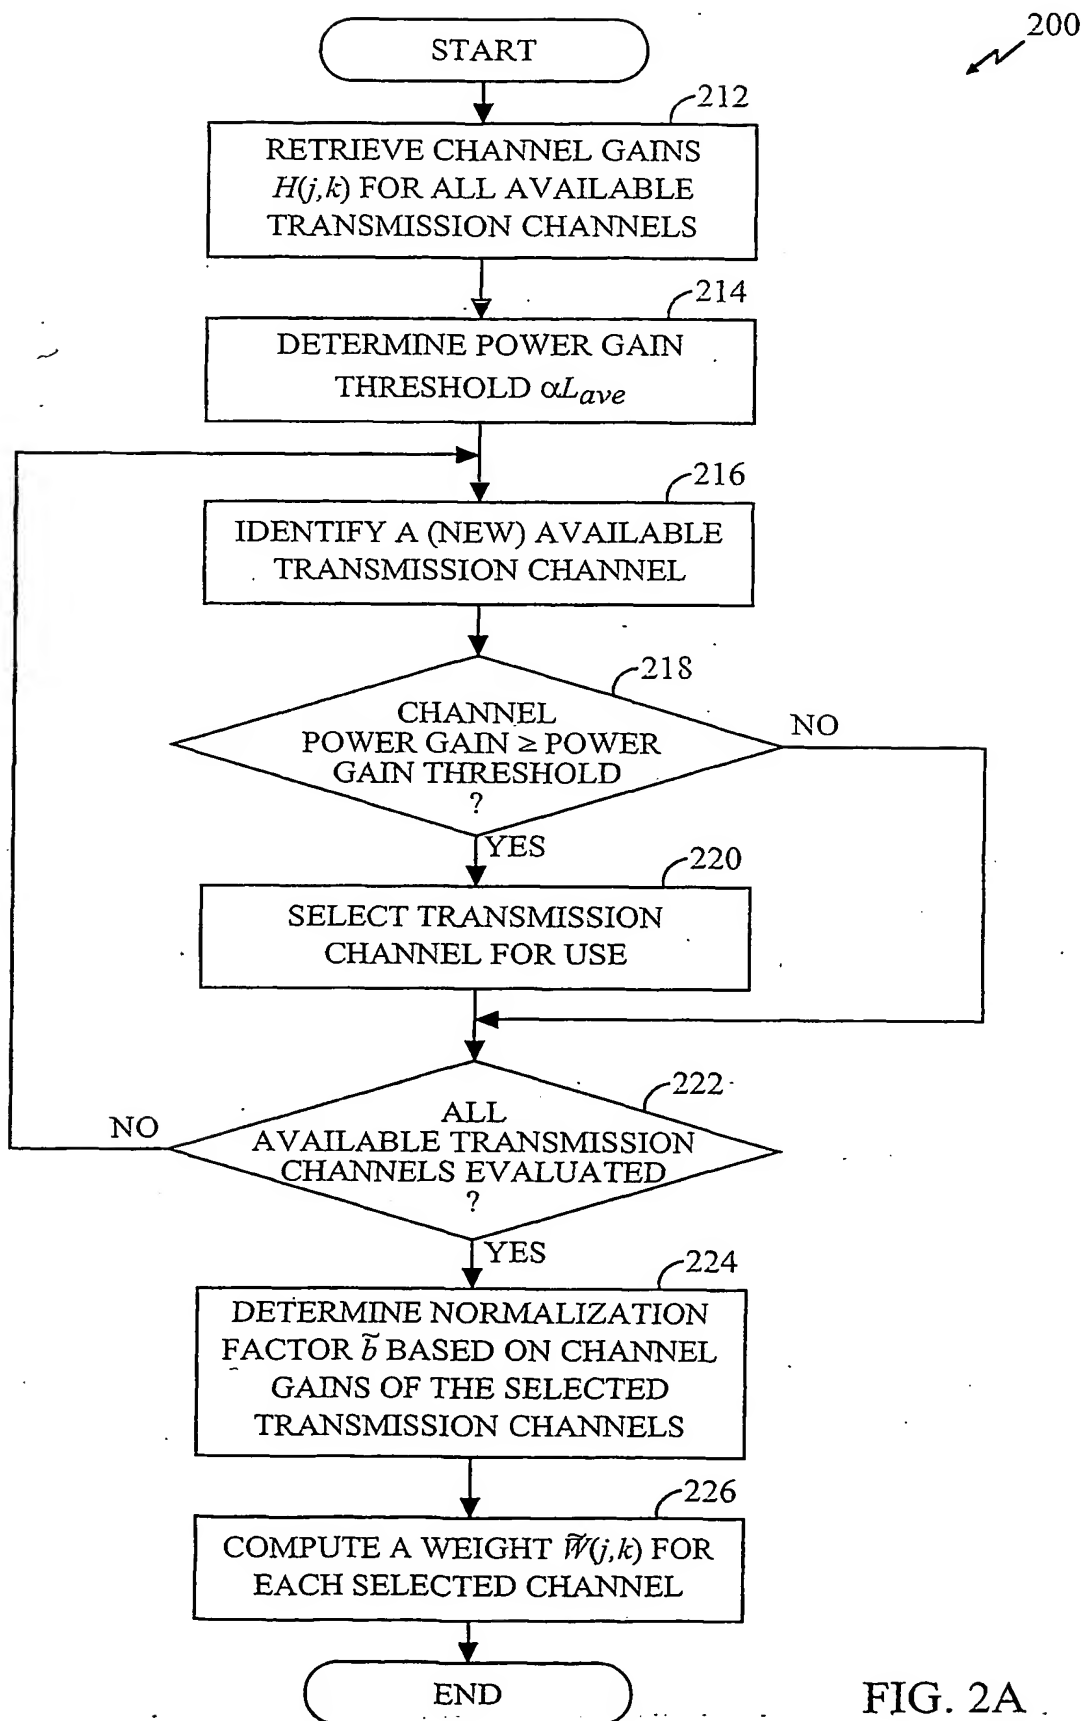 200
START
212
RETRIEVE CHANNEL GAINS
H(j,k) FOR ALL AVAILABLE
TRANSMISSION CHANNELS
214
DETERMINE POWER GAIN
THRESHOLD αLave
216
IDENTIFY A (NEW) AVAILABLE
TRANSMISSION CHANNEL
218
CHANNEL
POWER GAIN ≥ POWER
GAIN THRESHOLD
?
NO
YES
220
SELECT TRANSMISSION
CHANNEL FOR USE
222
ALL
AVAILABLE TRANSMISSION
CHANNELS EVALUATED
?
NO
YES
224
DETERMINE NORMALIZATION
FACTOR b̃ BASED ON CHANNEL
GAINS OF THE SELECTED
TRANSMISSION CHANNELS
226
COMPUTE A WEIGHT W̃(j,k) FOR
EACH SELECTED CHANNEL
END
FIG. 2A